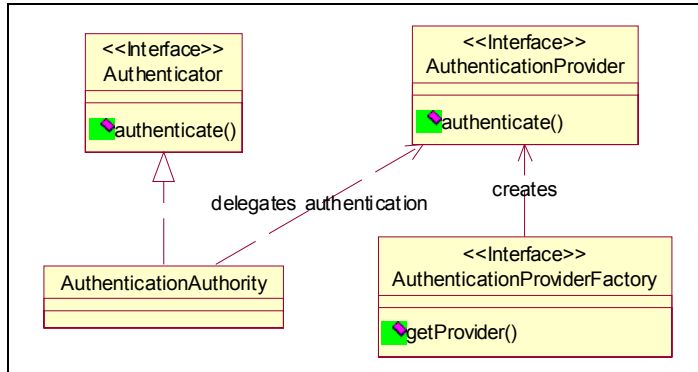 <<Interface>>
Authenticator
authenticate()
<<Interface>>
AuthenticationProvider
authenticate()
delegates authentication
creates
AuthenticationAuthority
<<Interface>>
AuthenticationProviderFactory
getProvider()